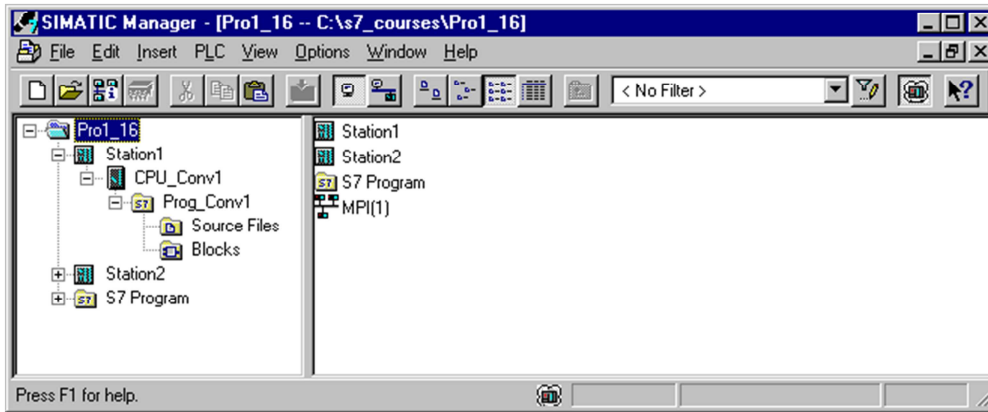 SIMATIC Manager - [Pro1_16 -- C:\s7_courses\Pro1_16]
File Edit Insert PLC View Options Window Help
< No Filter >
Pro1_16
Station1
CPU_Conv1
Prog_Conv1
Source Files
Blocks
Station2
S7 Program
Station1
Station2
S7 Program
MPI(1)
Press F1 for help.